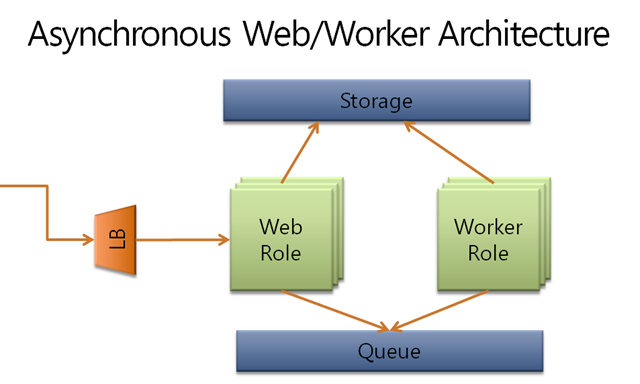 Asynchronous Web/Worker Architecture
Storage
LB
Web
Role
Worker
Role
Queue